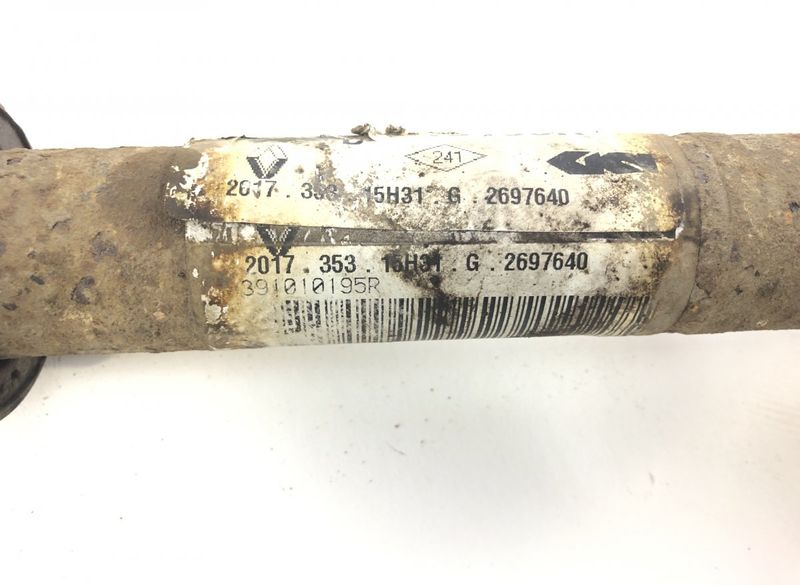 241
2017 . 353 . 15H31 . G . 2697640
2017 . 353 . 15H31 . G . 2697640
391010195R